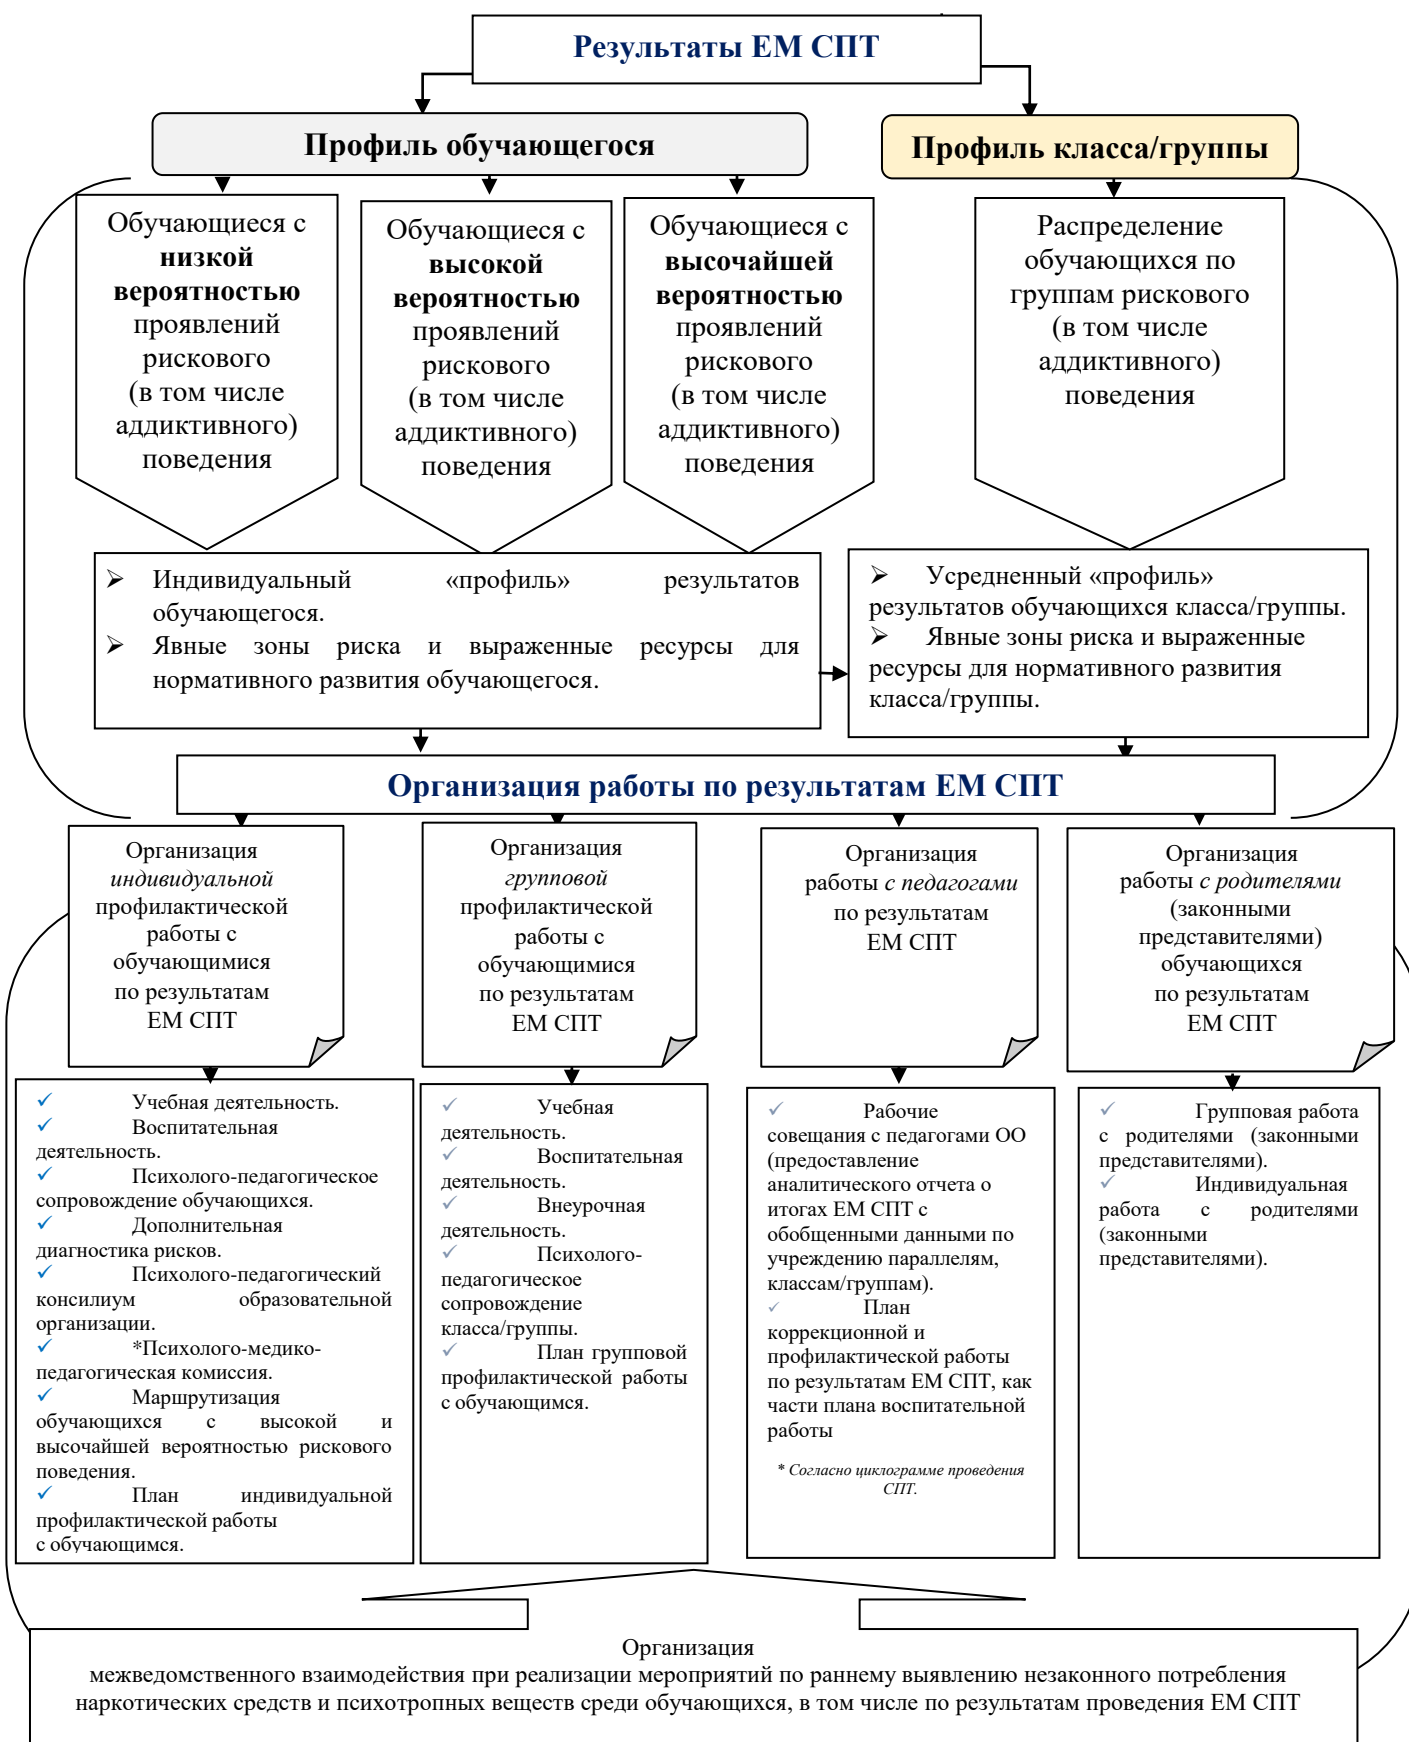 Результаты ЕМ СПТ
Профиль обучающегося
Профиль класса/группы
Обучающиеся с
низкой
вероятностью
проявлений
рискового
(в том числе
аддиктивного)
поведения
Обучающиеся с
высокой
вероятностью
проявлений
рискового
(в том числе
аддиктивного)
поведения
Обучающиеся с
высочайшей
вероятностью
проявлений
рискового
(в том числе
аддиктивного)
поведения
Распределение
обучающихся по
группам рискового
(в том числе
аддиктивного)
поведения
➢ Индивидуальный «профиль» результатов
обучающегося.
➢ Явные зоны риска и выраженные ресурсы для
нормативного развития обучающегося.
➢ Усредненный «профиль»
результатов обучающихся класса/группы.
➢ Явные зоны риска и выраженные
ресурсы для нормативного развития
класса/группы.
Организация работы по результатам ЕМ СПТ
Организация
индивидуальной
профилактической
работы с
обучающимися
по результатам
ЕМ СПТ
Организация
групповой
профилактической
работы с
обучающимися
по результатам
ЕМ СПТ
Организация
работы с педагогами
по результатам
ЕМ СПТ
Организация
работы с родителями
(законными
представителями)
обучающихся
по результатам
ЕМ СПТ
✓ Учебная деятельность.
✓ Воспитательная
деятельность.
✓ Психолого-педагогическое
сопровождение обучающихся.
✓ Дополнительная
диагностика рисков.
✓ Психолого-педагогический
консилиум образовательной
организации.
✓ *Психолого-медико-
педагогическая комиссия.
✓ Маршрутизация
обучающихся с высокой и
высочайшей вероятностью рискового
поведения.
✓ План индивидуальной
профилактической работы
с обучающимся.
✓ Учебная
деятельность.
✓ Воспитательная
деятельность.
✓ Внеурочная
деятельность.
✓ Психолого-
педагогическое
сопровождение
класса/группы.
✓ План групповой
профилактической работы
с обучающимся.
✓ Рабочие
совещания с педагогами ОО
(предоставление
аналитического отчета о
итогах ЕМ СПТ с
обобщенными данными по
учреждению параллелям,
классам/группам).
✓ План
коррекционной и
профилактической работы
по результатам ЕМ СПТ, как
части плана воспитательной
работы
* Согласно циклограмме проведения
СПТ.
✓ Групповая работа
с родителями (законными
представителями).
✓ Индивидуальная
работа с родителями
(законными
представителями).
Организация
межведомственного взаимодействия при реализации мероприятий по раннему выявлению незаконного потребления
наркотических средств и психотропных веществ среди обучающихся, в том числе по результатам проведения ЕМ СПТ